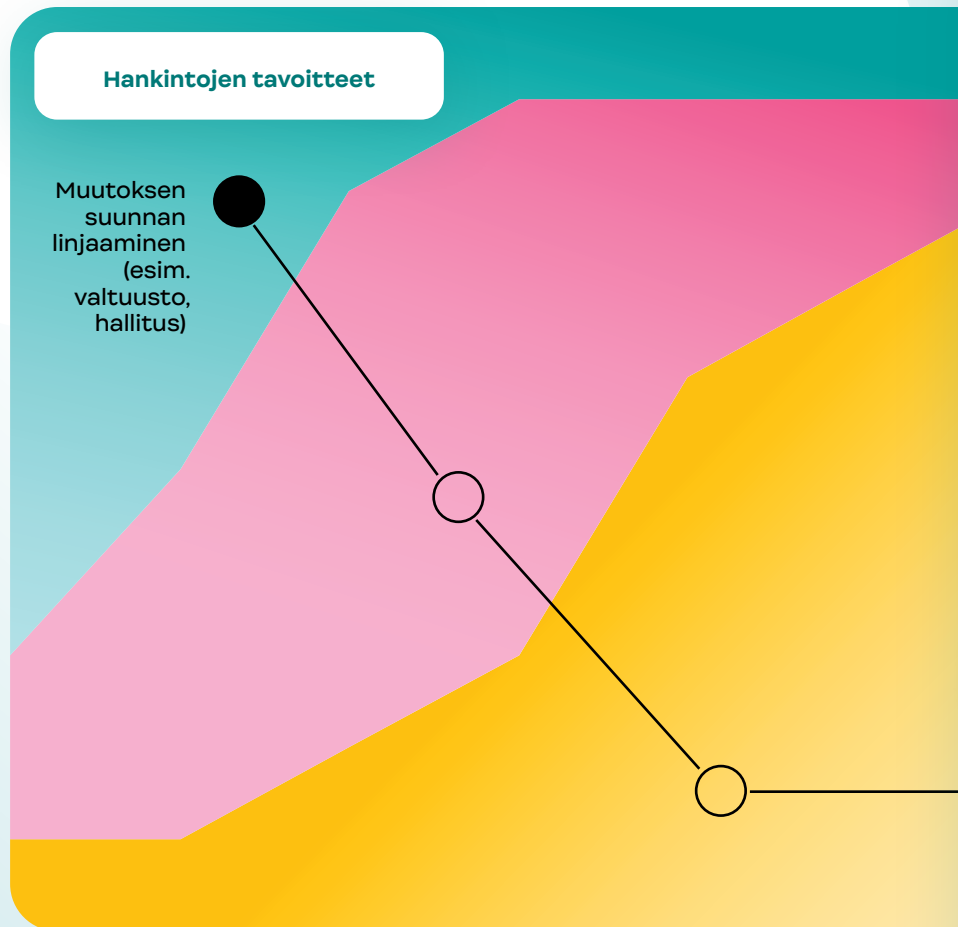 Hankintojen tavoitteet
Muutoksen
suunnan
linjaaminen
(esim.
valtuusto,
hallitus)